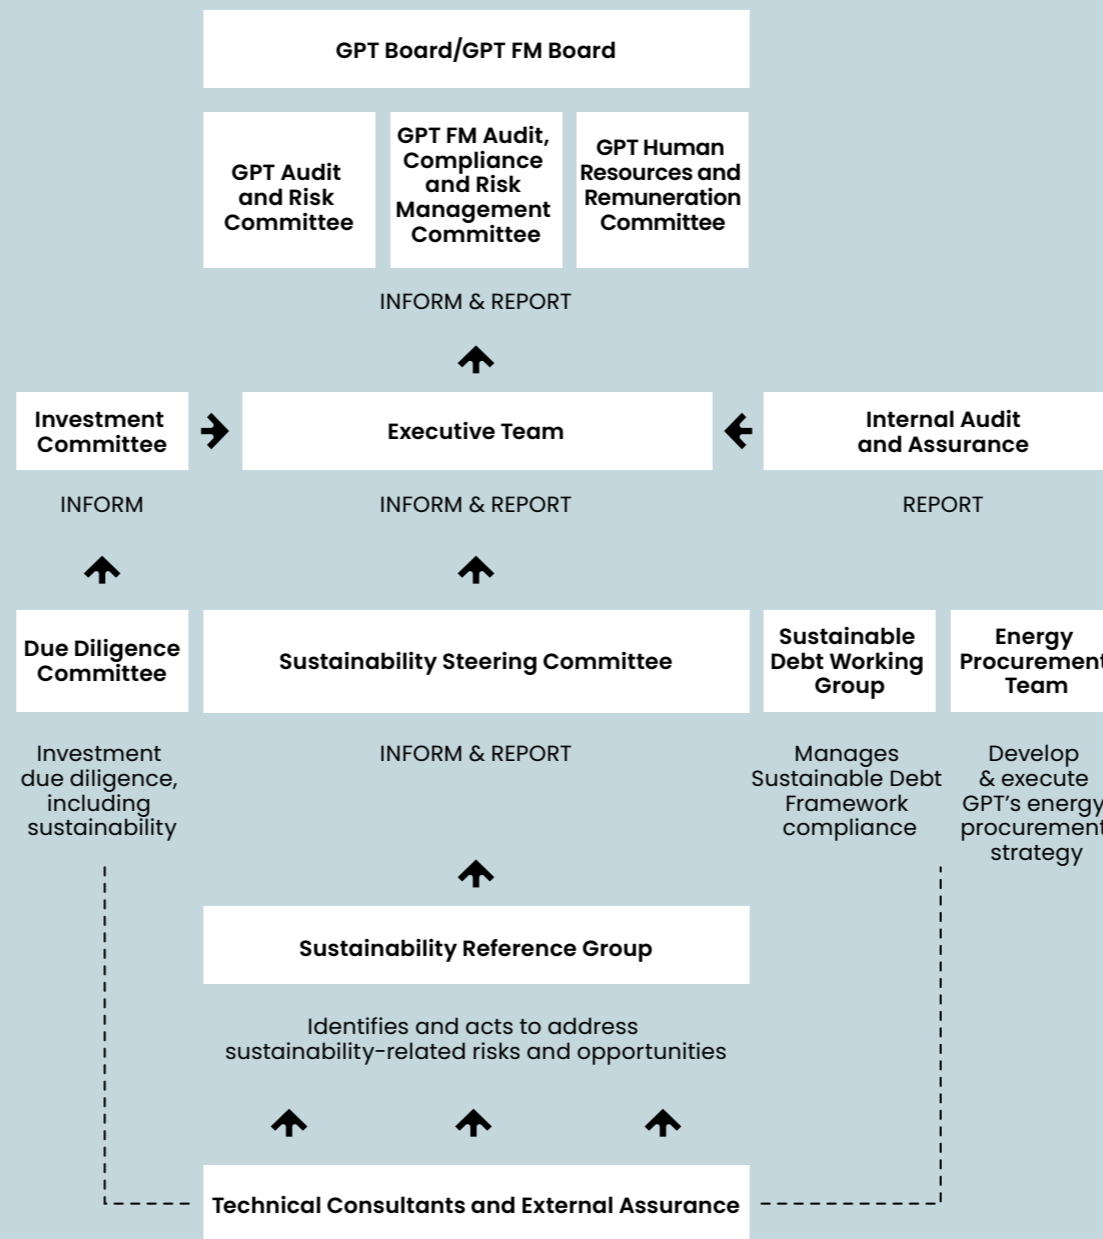 GPT Board/GPT FM Board
GPT Audit
and Risk
Committee
GPT FM Audit,
Compliance
and Risk
Management
Committee
GPT Human
Resources and
Remuneration
Committee
INFORM & REPORT
Investment
Committee
Executive Team
Internal Audit
and Assurance
INFORM
INFORM & REPORT
REPORT
Due Diligence
Committee
Sustainability Steering Committee
Sustainable
Debt Working
Group
Energy
Procurement
Team
Investment
due diligence,
including
sustainability
INFORM & REPORT
Manages
Sustainable Debt
Framework
compliance
Develop
& execute
GPT’s energy
procurement
strategy
Sustainability Reference Group
Identifies and acts to address
sustainability-related risks and opportunities
Technical Consultants and External Assurance